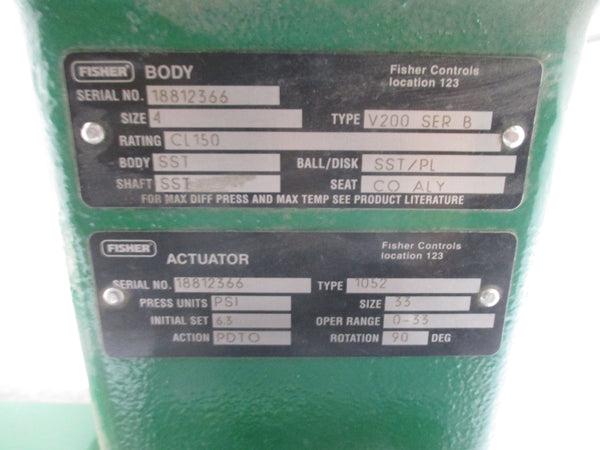 FISHER BODY Fisher Controls
location 123
SERIAL NO. 18812366
SIZE 4 TYPE V200 SER B
RATING CL150
BODY SST BALL/DISK SST/PL
SHAFT SST SEAT CO ALY
FOR MAX DIFF PRESS AND MAX TEMP SEE PRODUCT LITERATURE
FISHER ACTUATOR Fisher Controls
location 123
SERIAL NO. 18812366 TYPE 1052
PRESS UNITS PSI SIZE 33
INITIAL SET 6.3 OPER RANGE 0-33
ACTION PDTO ROTATION 90 DEG